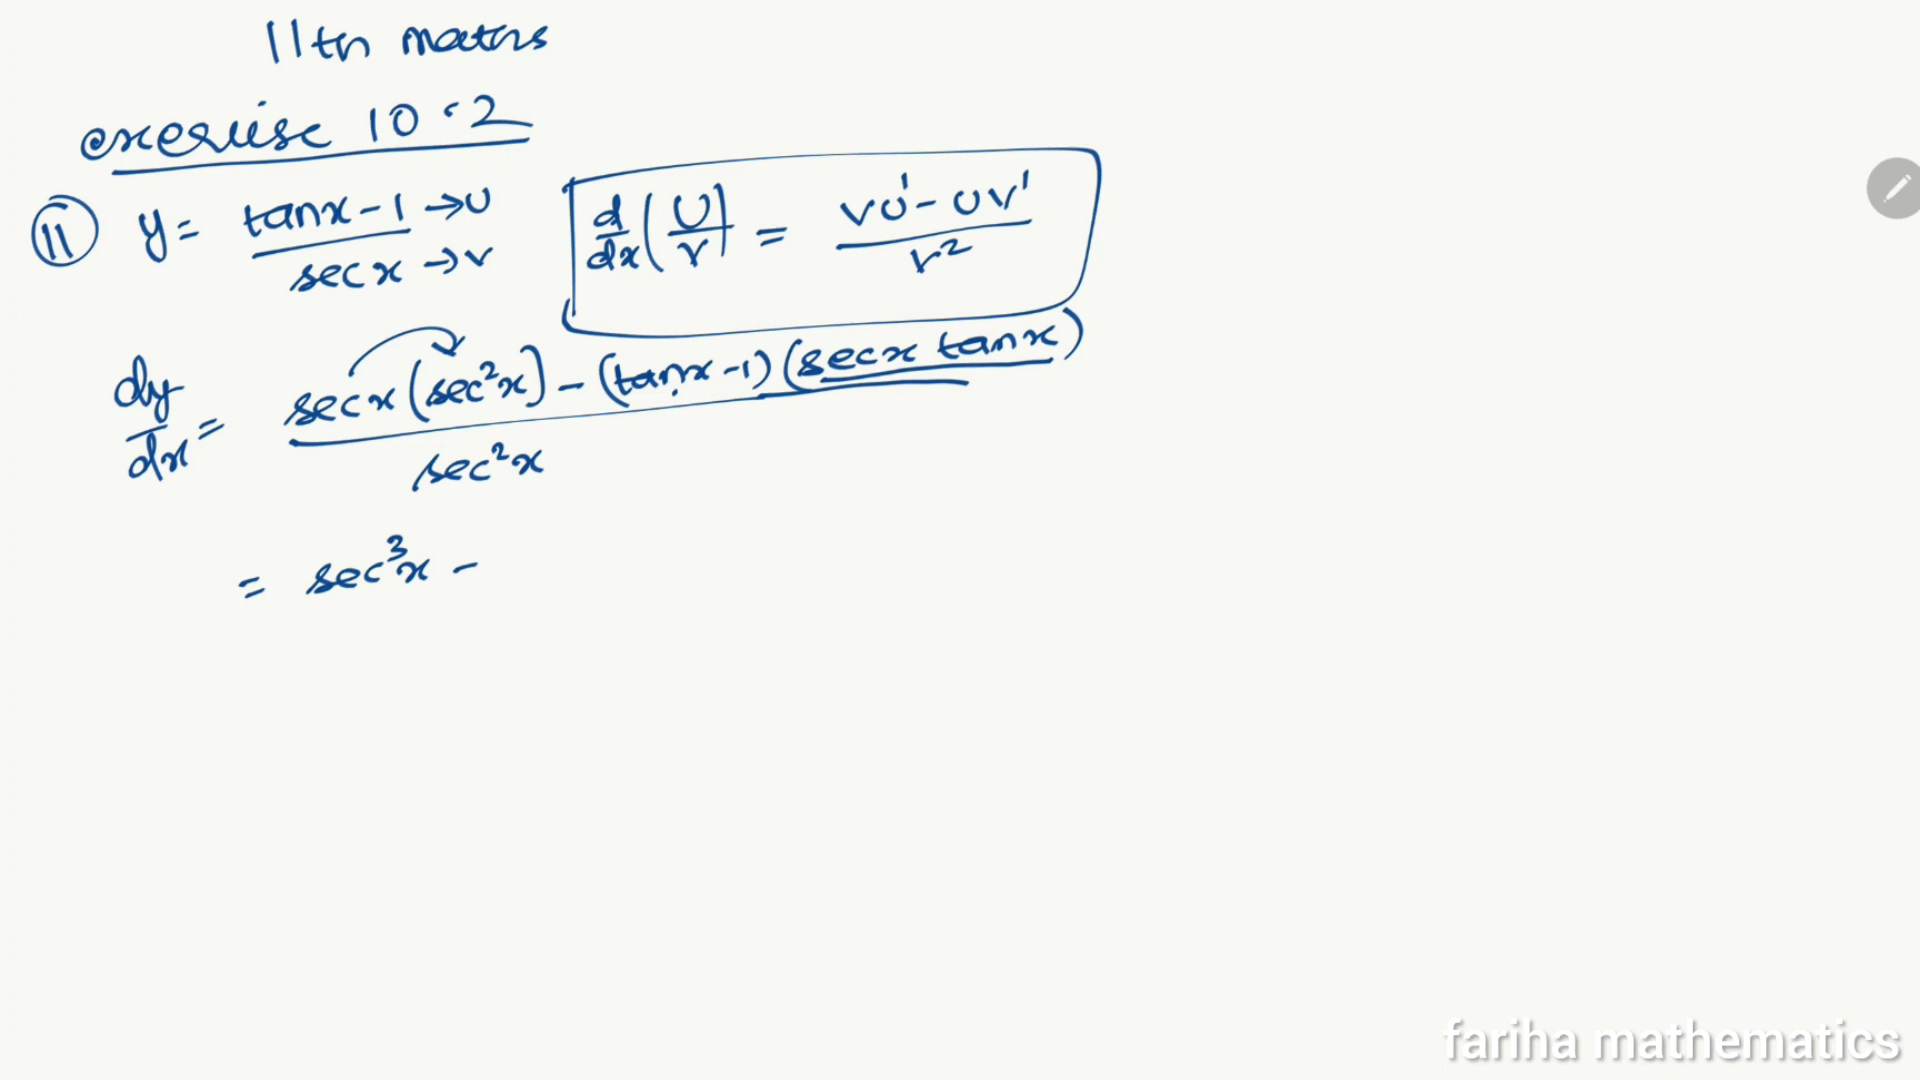 11th maths
exercise 10.2
⑪ y = (tanx - 1 → U) / (secx → v)   d/dx (U/v) = (vU' - Uv') / v²
dy/dx = (secx (sec²x) - (tanx - 1)(secx tanx)) / sec²x
= sec³x -
fariha mathematics